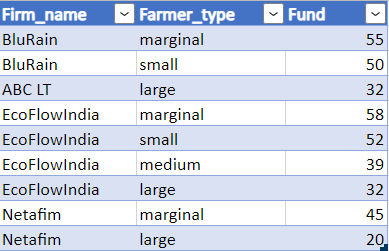 Firm_name Farmer_type Fund
BluRain marginal 55
BluRain small 50
ABC LT large 32
EcoFlowIndia marginal 58
EcoFlowIndia small 52
EcoFlowIndia medium 39
EcoFlowIndia large 32
Netafim marginal 45
Netafim large 20